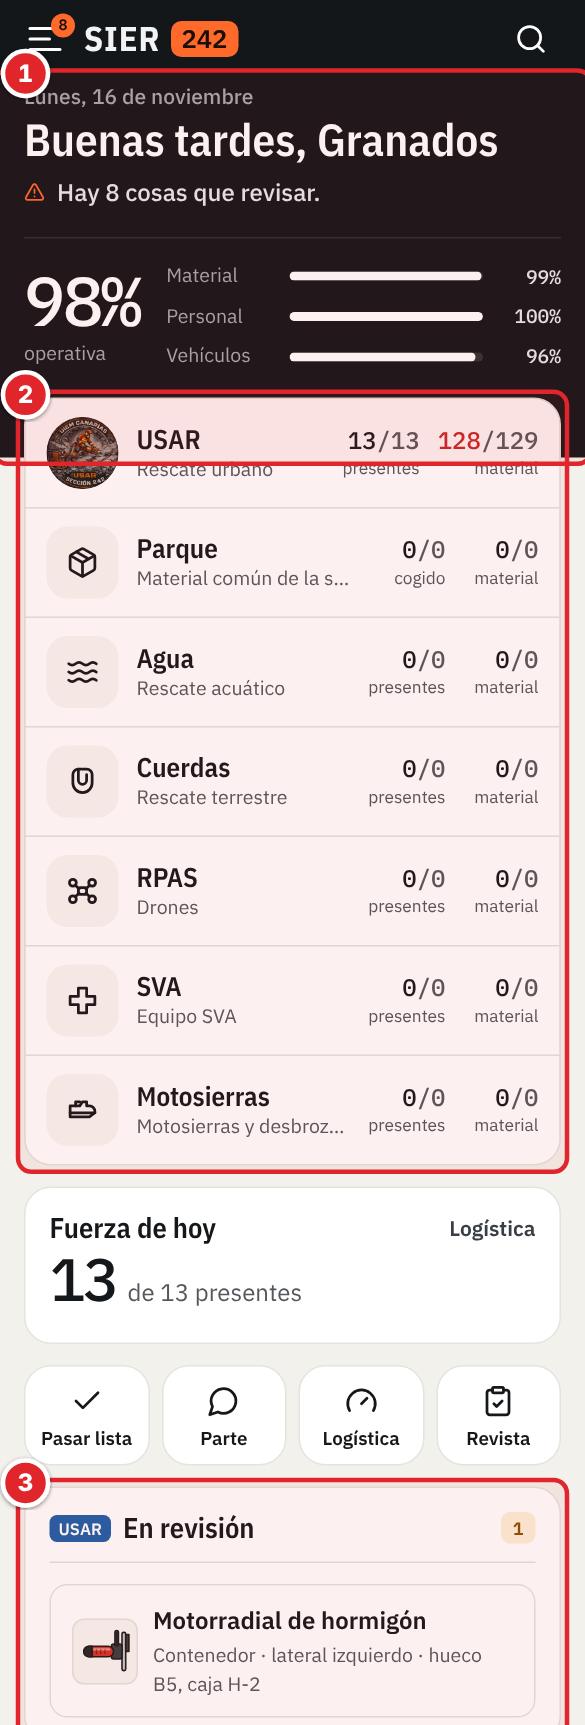 8
SIER 242
1
Lunes, 16 de noviembre
Buenas tardes, Granados
Hay 8 cosas que revisar.
98%
operativa
Material 99%
Personal 100%
Vehículos 96%
2
UIEM CANARIAS
USAR
SECCIÓN 242
USAR 13/13 128/129
Rescate urbano presentes material
Parque 0/0 0/0
Material común de la s... cogido material
Agua 0/0 0/0
Rescate acuático presentes material
Cuerdas 0/0 0/0
Rescate terrestre presentes material
RPAS 0/0 0/0
Drones presentes material
SVA 0/0 0/0
Equipo SVA presentes material
Motosierras 0/0 0/0
Motosierras y desbroz... presentes material
Fuerza de hoy Logística
13 de 13 presentes
Pasar lista Parte Logística Revista
3
USAR En revisión 1
Motorradial de hormigón
Contenedor · lateral izquierdo · hueco
B5, caja H-2